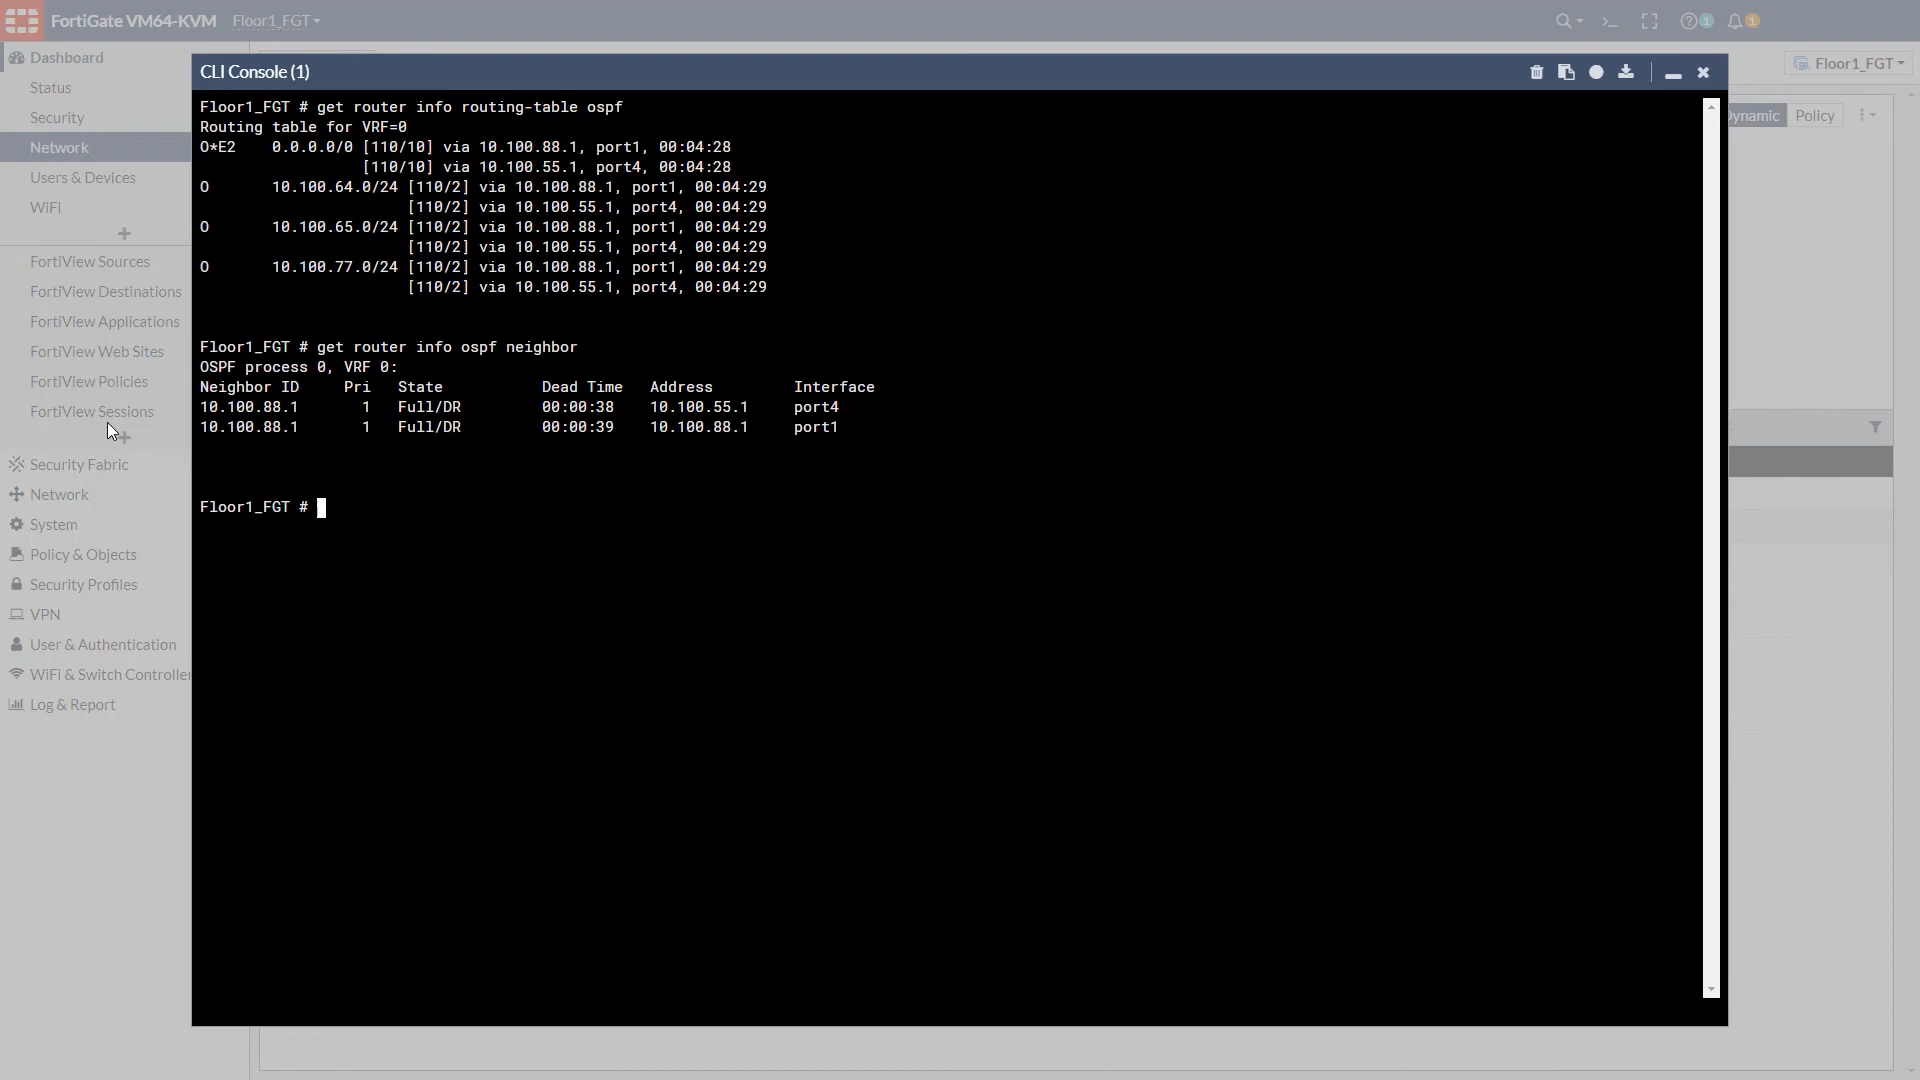 FortiGate VM64-KVM Floor1_FGT
1 1
Dashboard
Status
Security
Network
Users & Devices
WiFi
FortiView Sources
FortiView Destinations
FortiView Applications
FortiView Web Sites
FortiView Policies
FortiView Sessions
Security Fabric
Network
System
Policy & Objects
Security Profiles
VPN
User & Authentication
WiFi & Switch Controller
Log & Report
Floor1_FGT
Dynamic Policy
CLI Console (1)
Floor1_FGT # get router info routing-table ospf
Routing table for VRF=0
O*E2    0.0.0.0/0 [110/10] via 10.100.88.1, port1, 00:04:28
                  [110/10] via 10.100.55.1, port4, 00:04:28
O       10.100.64.0/24 [110/2] via 10.100.88.1, port1, 00:04:29
                       [110/2] via 10.100.55.1, port4, 00:04:29
O       10.100.65.0/24 [110/2] via 10.100.88.1, port1, 00:04:29
                       [110/2] via 10.100.55.1, port4, 00:04:29
O       10.100.77.0/24 [110/2] via 10.100.88.1, port1, 00:04:29
                       [110/2] via 10.100.55.1, port4, 00:04:29
Floor1_FGT # get router info ospf neighbor
OSPF process 0, VRF 0:
Neighbor ID     Pri   State           Dead Time   Address         Interface
10.100.88.1       1   Full/DR         00:00:38    10.100.55.1     port4
10.100.88.1       1   Full/DR         00:00:39    10.100.88.1     port1
Floor1_FGT #